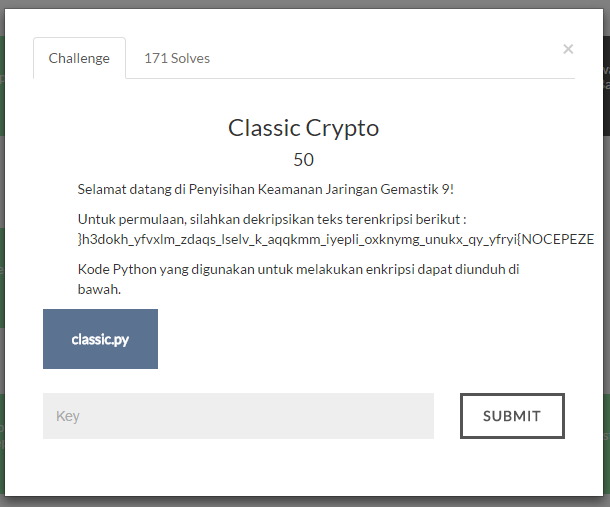 Challenge
171 Solves
×
Classic Crypto
50
Selamat datang di Penyisihan Keamanan Jaringan Gemastik 9!
Untuk permulaan, silahkan dekripsikan teks terenkripsi berikut :
}h3dokh_yfvxlm_zdaqs_lselv_k_aqqkmm_iyepli_oxknymg_unukx_qy_yfryi{NOCEPEZE
Kode Python yang digunakan untuk melakukan enkripsi dapat diunduh di
bawah.
classic.py
Key
SUBMIT